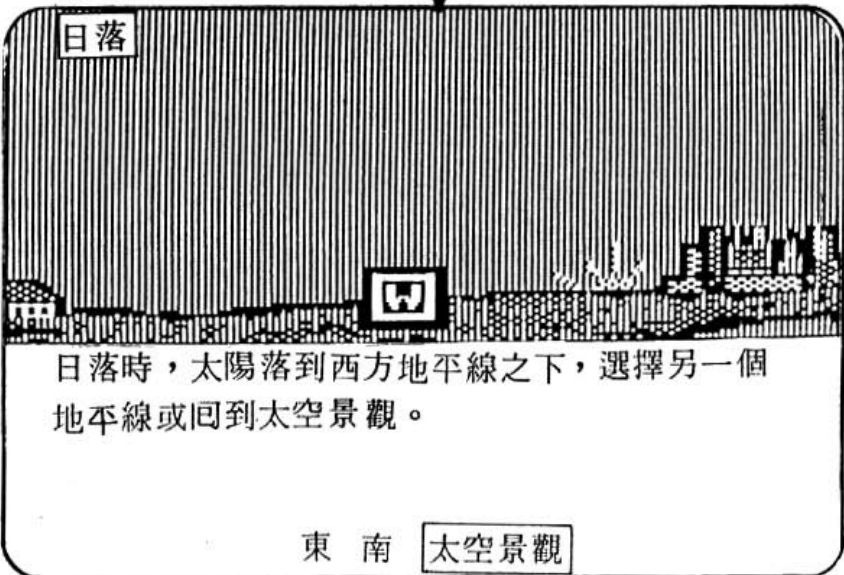 日落
W
日落時，太陽落到西方地平線之下，選擇另一個
地平線或囘到太空景觀。
東 南 太空景觀